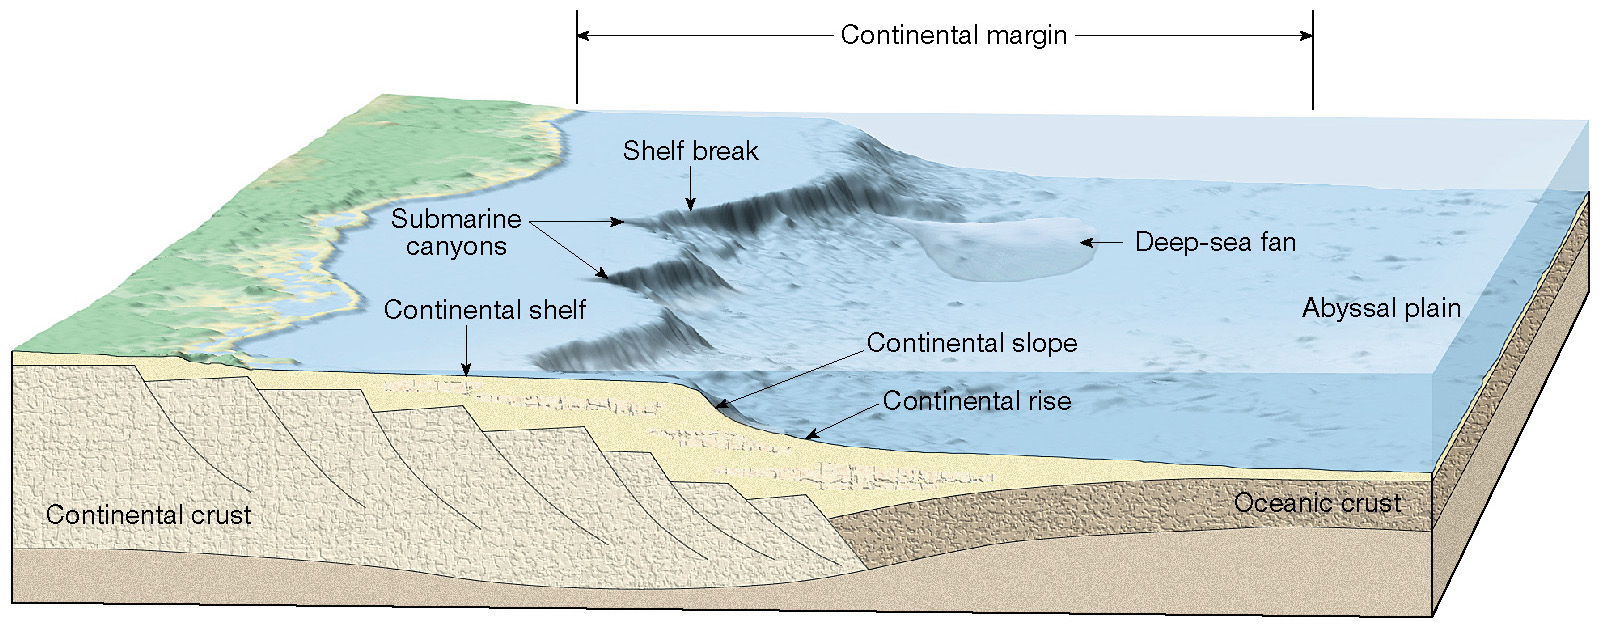 Continental margin
Shelf break
Submarine
canyons
Deep-sea fan
Continental shelf
Abyssal plain
Continental slope
Continental rise
Oceanic crust
Continental crust